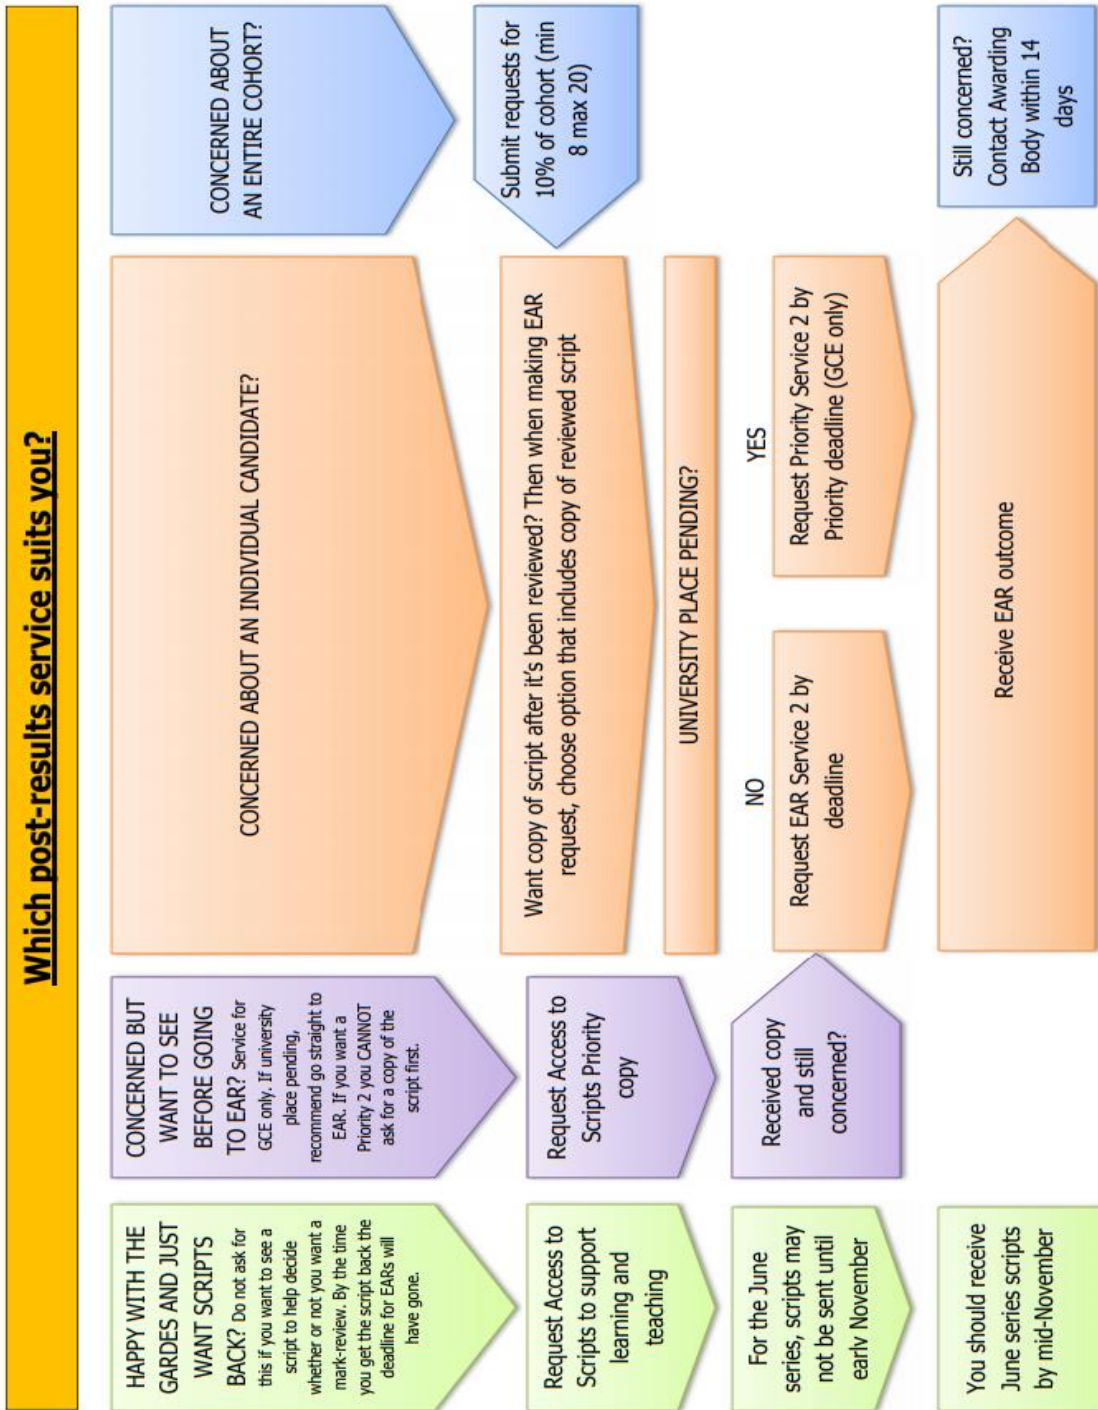 Which post-results service suits you?
HAPPY WITH THE
GARDES AND JUST
WANT SCRIPTS
BACK? Do not ask for
this if you want to see a
script to help decide
whether or not you want a
mark-review. By the time
you get the script back the
deadline for EARs will
have gone.
Request Access to
Scripts to support
learning and
teaching
For the June
series, scripts may
not be sent until
early November
You should receive
June series scripts
by mid-November
CONCERNED BUT
WANT TO SEE
BEFORE GOING
TO EAR? Service for
GCE only. If university
place pending,
recommend go straight to
EAR. If you want a
Priority 2 you CANNOT
ask for a copy of the
script first.
Request Access to
Scripts Priority
copy
Received copy
and still
concerned?
CONCERNED ABOUT AN INDIVIDUAL CANDIDATE?
Want copy of script after it's been reviewed? Then when making EAR
request, choose option that includes copy of reviewed script
UNIVERSITY PLACE PENDING?
NO
YES
Request EAR Service 2 by
deadline
Request Priority Service 2 by
Priority deadline (GCE only)
Receive EAR outcome
CONCERNED ABOUT
AN ENTIRE COHORT?
Submit requests for
10% of cohort (min
8 max 20)
Still concerned?
Contact Awarding
Body within 14
days